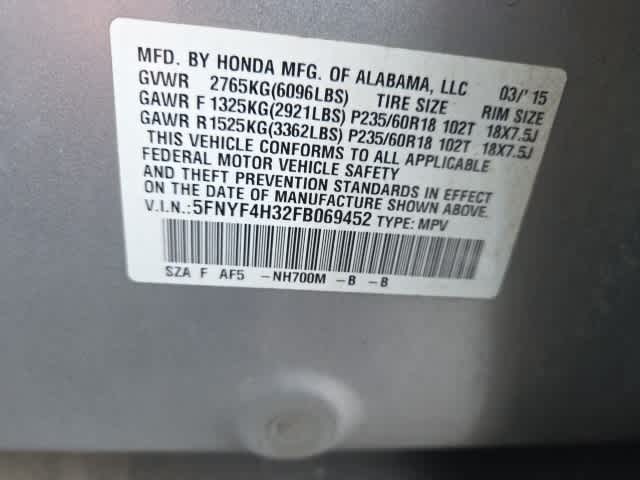 MFD. BY HONDA MFG. OF ALABAMA, LLC 03/'15
GVWR 2765KG(6096LBS) TIRE SIZE RIM SIZE
GAWR F 1325KG(2921LBS) P235/60R18 102T 18X7.5J
GAWR R1525KG(3362LBS) P235/60R18 102T 18X7.5J
THIS VEHICLE CONFORMS TO ALL APPLICABLE
FEDERAL MOTOR VEHICLE SAFETY
AND THEFT PREVENTION STANDARDS IN EFFECT
ON THE DATE OF MANUFACTURE SHOWN ABOVE.
V.I.N.:5FNYF4H32FB069452 TYPE: MPV
SZA F AF5 -NH700M -B -B